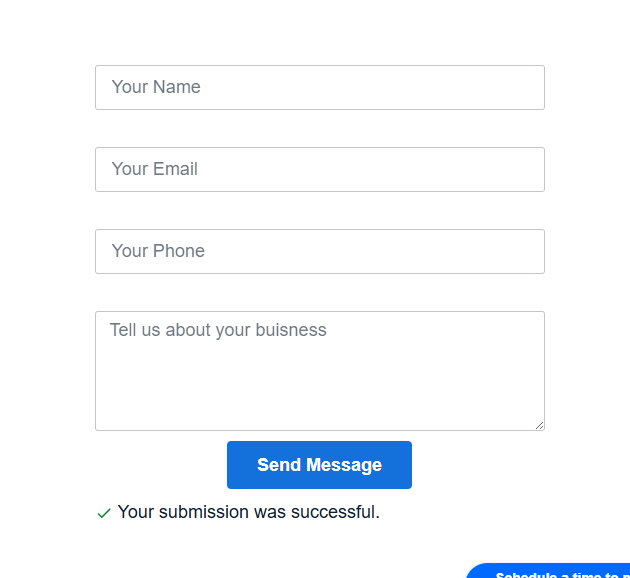 Your Name
Your Email
Your Phone
Tell us about your buisness
Send Message
Your submission was successful.
Schedule a time to